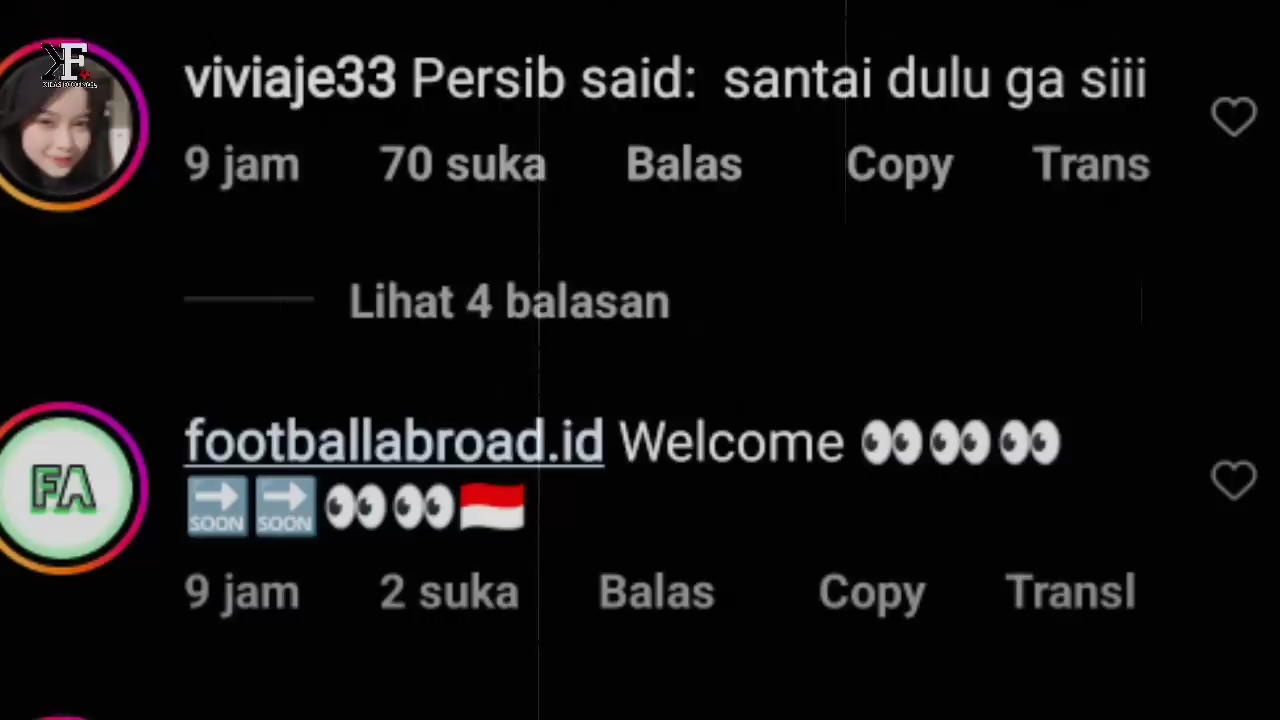 KF
viviaje33 Persib said: santai dulu ga siii
9 jam 70 suka Balas Copy Trans
Lihat 4 balasan
FA
footballabroad.id Welcome 👀👀👀
🔜🔜👀👀🇮🇩
9 jam 2 suka Balas Copy Transl